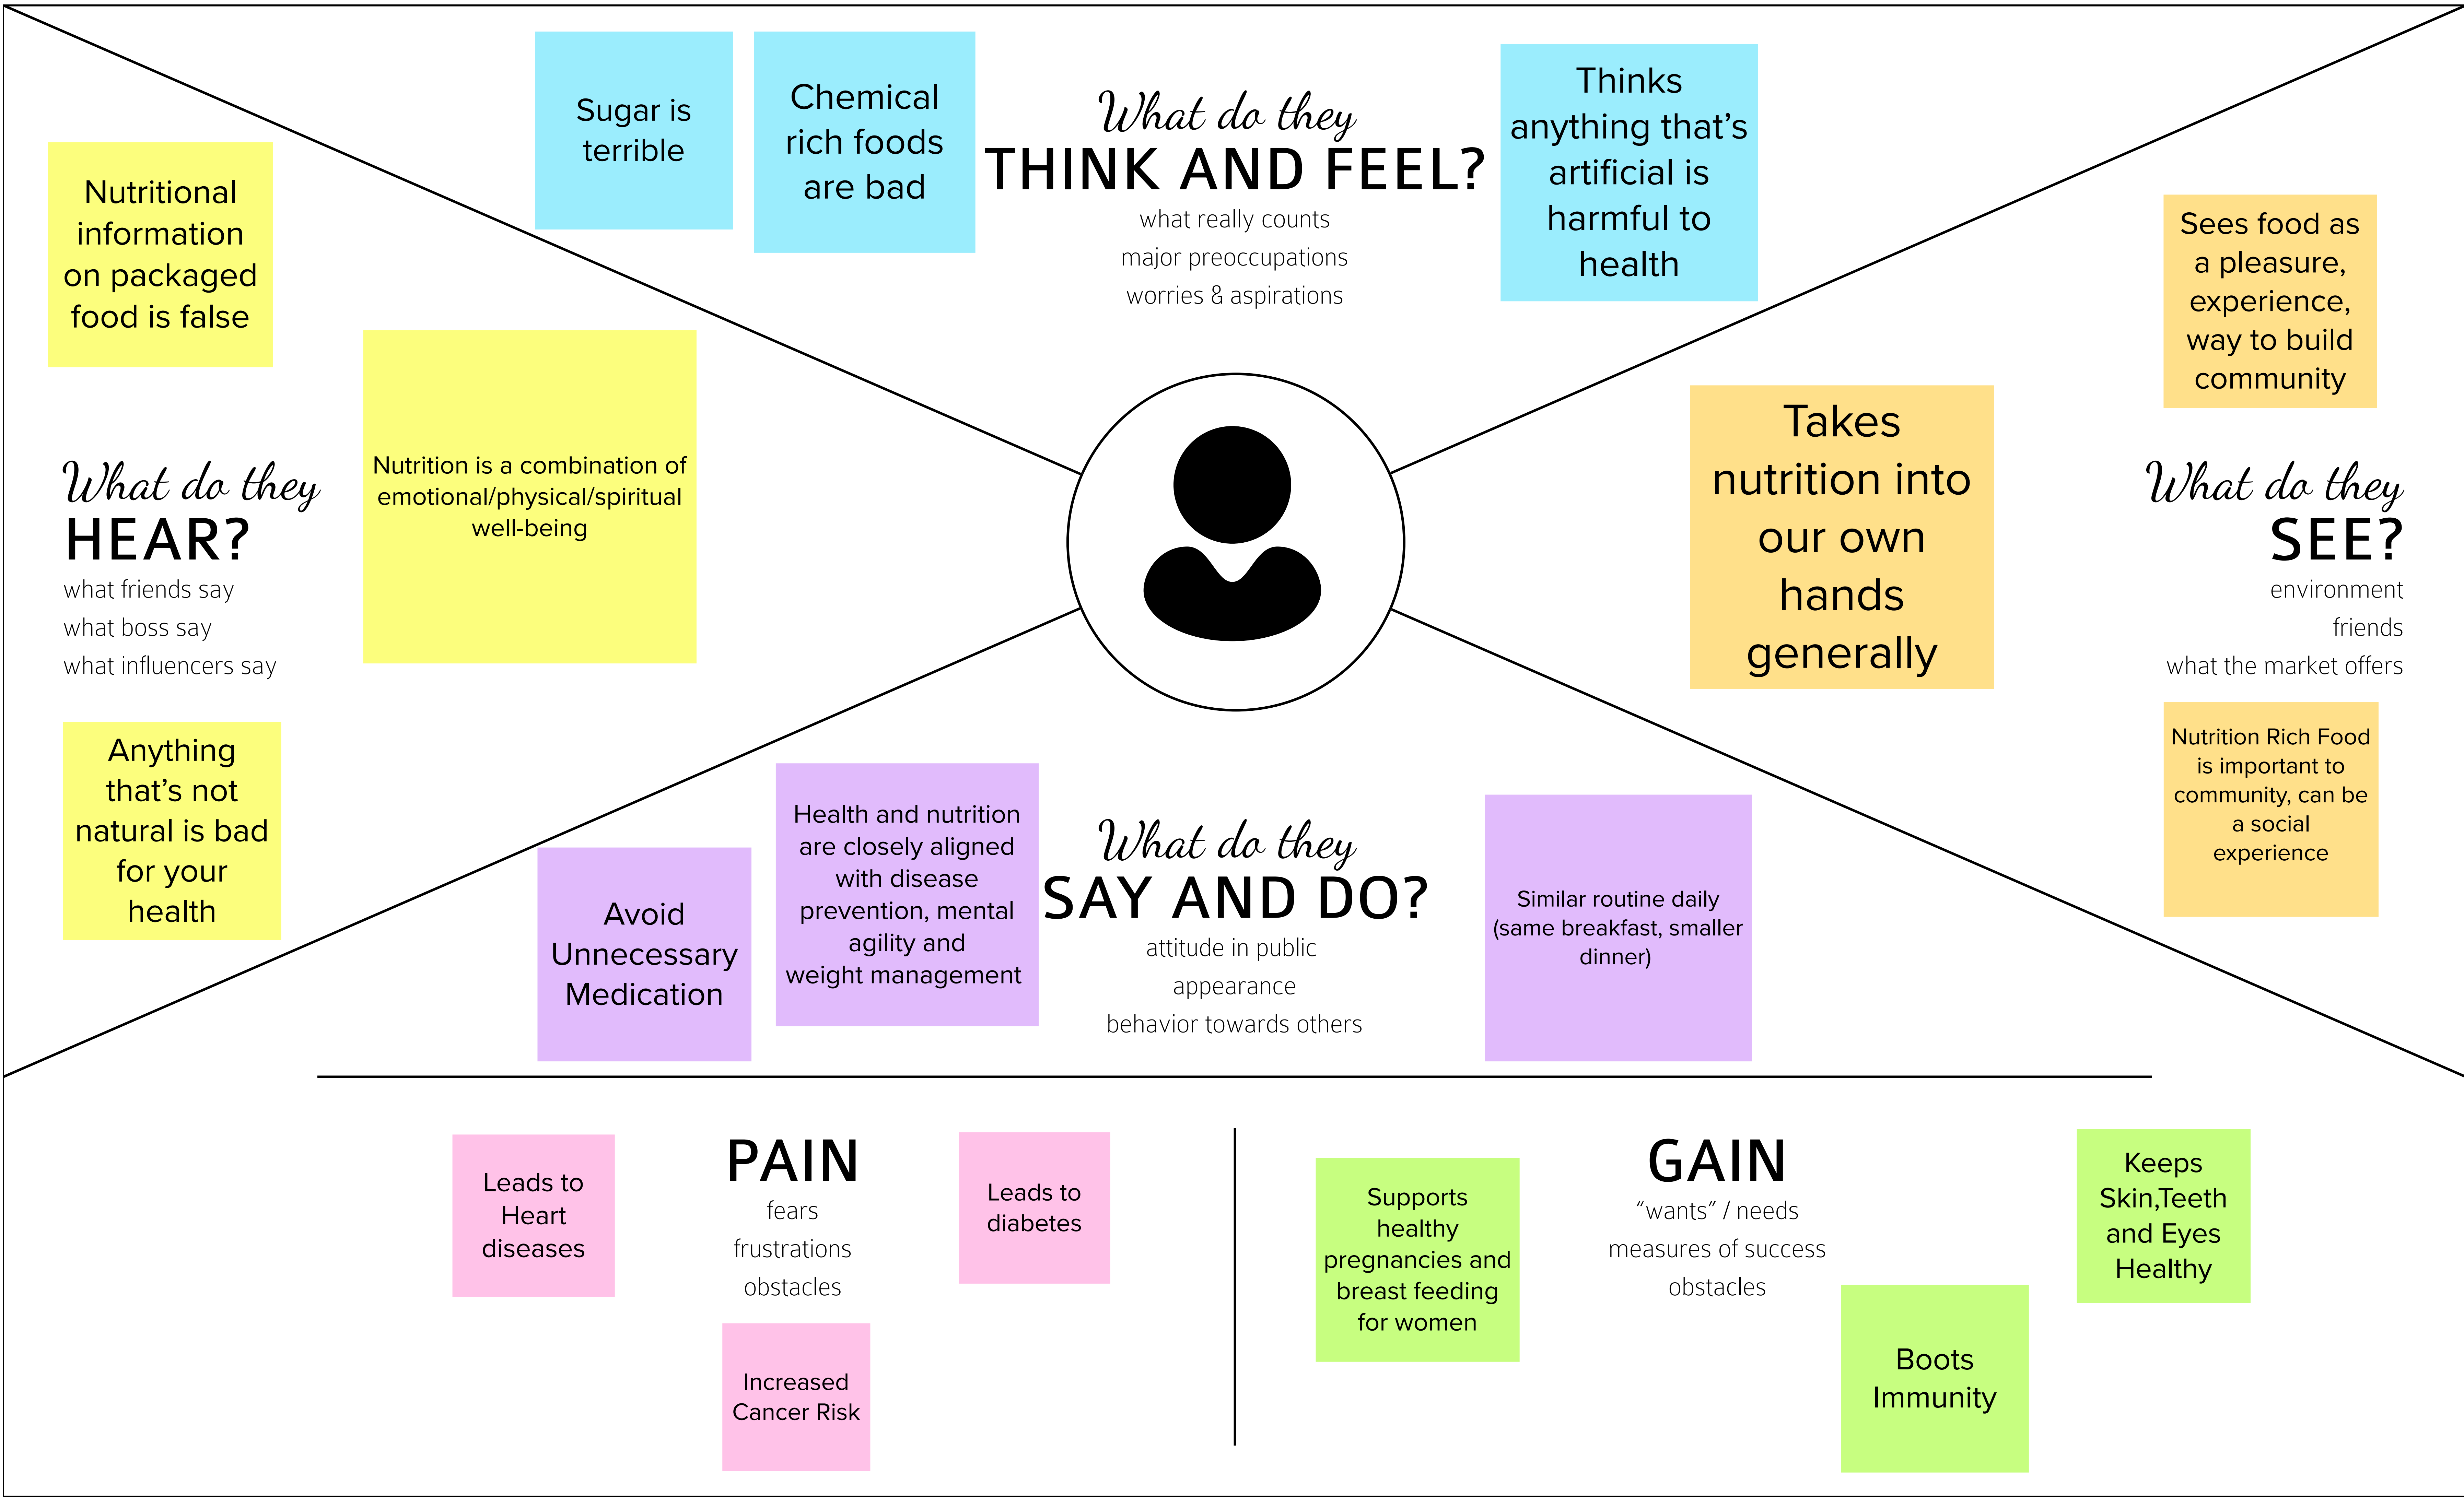 Sugar is
terrible
Chemical
rich foods
are bad
What do they
THINK AND FEEL?
what really counts
major preoccupations
worries & aspirations
Thinks
anything that's
artificial is
harmful to
health
Nutritional
information
on packaged
food is false
Nutrition is a combination of
emotional/physical/spiritual
well-being
What do they
HEAR?
what friends say
what boss say
what influencers say
Anything
that's not
natural is bad
for your
health
Sees food as
a pleasure,
experience,
way to build
community
Takes
nutrition into
our own
hands
generally
What do they
SEE?
environment
friends
what the market offers
Nutrition Rich Food
is important to
community, can be
a social
experience
Avoid
Unnecessary
Medication
Health and nutrition
are closely aligned
with disease
prevention, mental
agility and
weight management
What do they
SAY AND DO?
attitude in public
appearance
behavior towards others
Similar routine daily
(same breakfast, smaller
dinner)
Leads to
Heart
diseases
PAIN
fears
frustrations
obstacles
Leads to
diabetes
Increased
Cancer Risk
Supports
healthy
pregnancies and
breast feeding
for women
GAIN
“wants” / needs
measures of success
obstacles
Boots
Immunity
Keeps
Skin,Teeth
and Eyes
Healthy